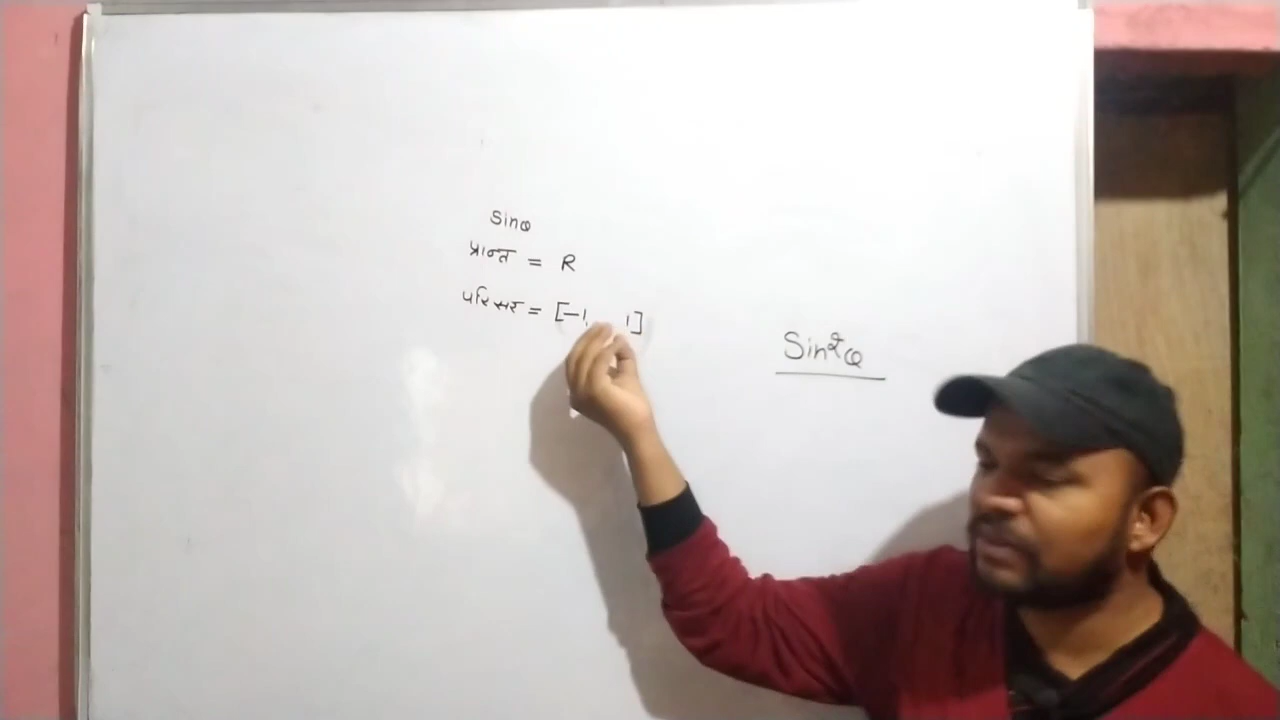 sinθ
प्रान्त = R
परिसर = [-1, 1]
Sin²θ